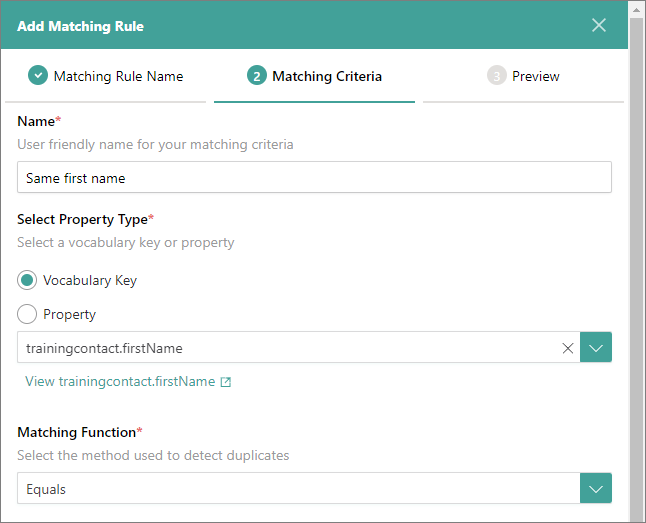 Add Matching Rule
Matching Rule Name 2 Matching Criteria 3 Preview
Name*
User friendly name for your matching criteria
Same first name
Select Property Type*
Select a vocabulary key or property
Vocabulary Key
Property
trainingcontact.firstName
View trainingcontact.firstName
Matching Function*
Select the method used to detect duplicates
Equals